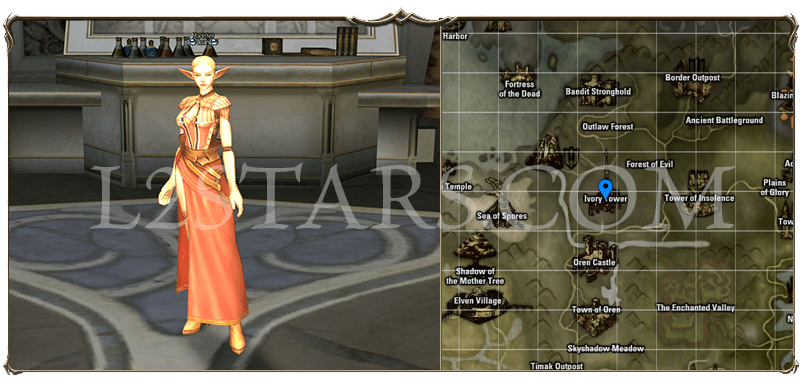 Harbor
Fortress
of the Dead
Bandit Stronghold
Border Outpost
Blazin
Ancient Battleground
Outlaw Forest
Forest of Evil
n Temple
Plains
of Glory
Ivory Tower
Tower of Insolence
Sea of Spores
Tow
L2STARS.COM
Oren Castle
Shadow of
the Mother Tree
Elven Village
Town of Oren
The Enchanted Valley
Skyshadow Meadow
Timak Outpost